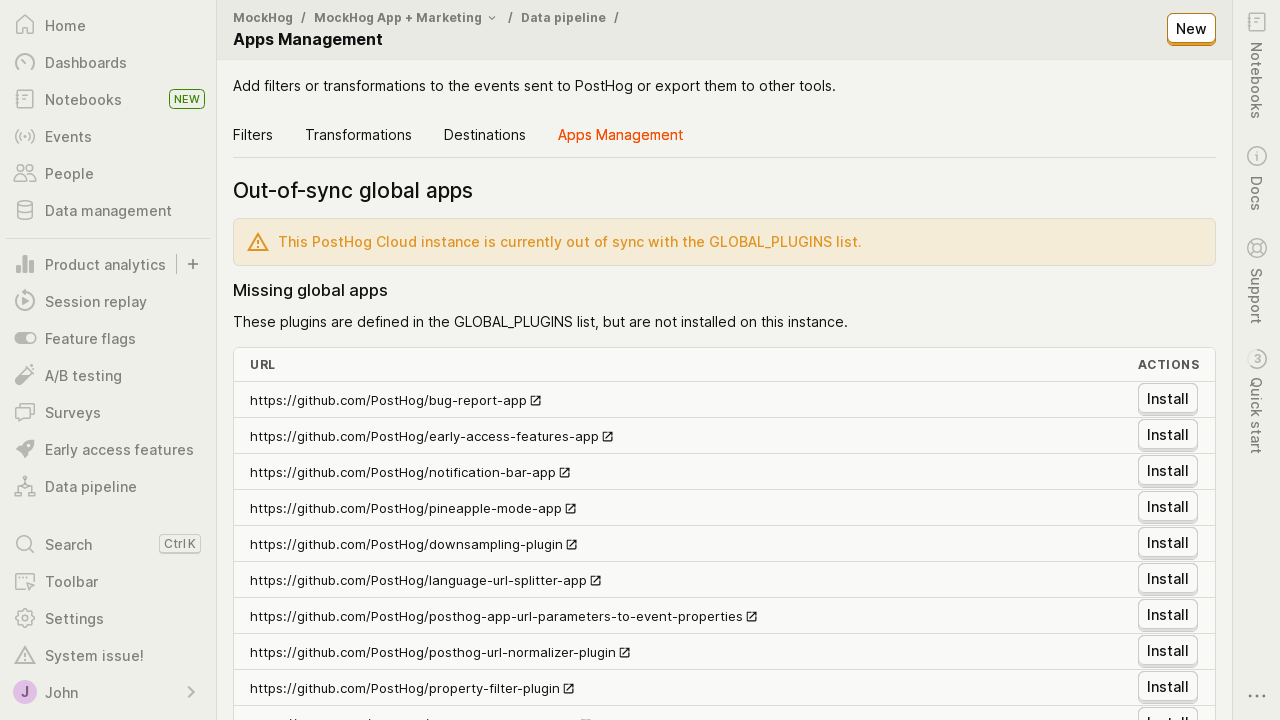 Home
Dashboards
Notebooks NEW
Events
People
Data management
Product analytics
Session replay
Feature flags
A/B testing
Surveys
Early access features
Data pipeline
Search Ctrl K
Toolbar
Settings
System issue!
J John
MockHog / MockHog App + Marketing / Data pipeline /
Apps Management
New
Add filters or transformations to the events sent to PostHog or export them to other tools.
Filters Transformations Destinations Apps Management
Out-of-sync global apps
This PostHog Cloud instance is currently out of sync with the GLOBAL_PLUGINS list.
Missing global apps
These plugins are defined in the GLOBAL_PLUGINS list, but are not installed on this instance.
URL ACTIONS
https://github.com/PostHog/bug-report-app Install
https://github.com/PostHog/early-access-features-app Install
https://github.com/PostHog/notification-bar-app Install
https://github.com/PostHog/pineapple-mode-app Install
https://github.com/PostHog/downsampling-plugin Install
https://github.com/PostHog/language-url-splitter-app Install
https://github.com/PostHog/posthog-app-url-parameters-to-event-properties Install
https://github.com/PostHog/posthog-url-normalizer-plugin Install
https://github.com/PostHog/property-filter-plugin Install
Notebooks
Docs
Support
3 Quick start